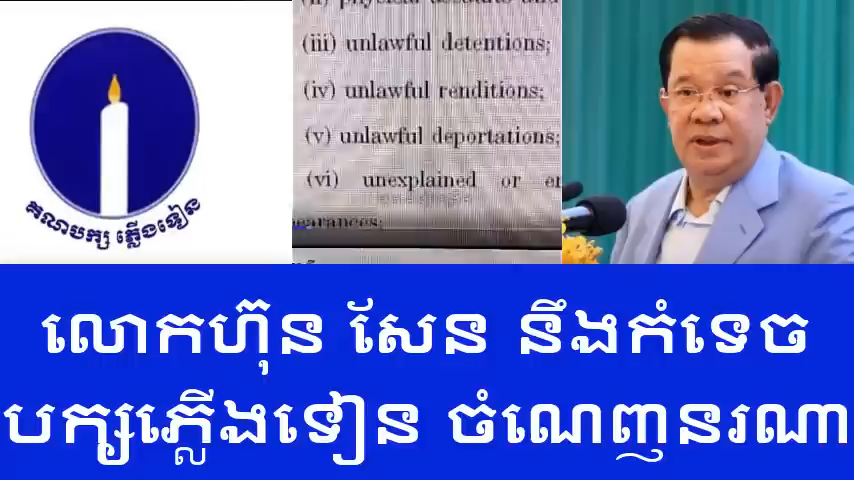 គណបក្ស ភ្លើងទៀន
(iii) unlawful detentions;
(iv) unlawful renditions;
(v) unlawful deportations;
(vi) unexplained or
លោកហ៊ុន សែន នឹងកំទេច
បក្សភ្លើងទៀន ចំណេញនរណា